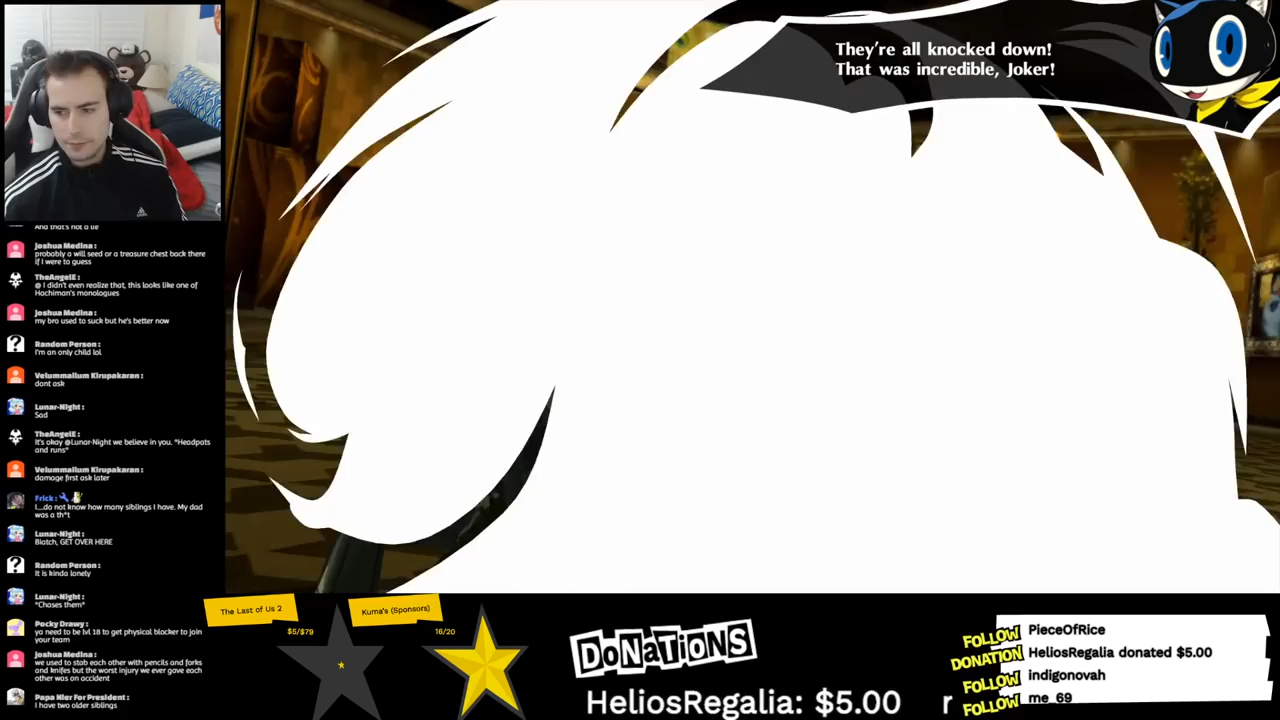 They're all knocked down!
That was incredible, Joker!
And that's not a lie
Joshua Medina :
probably a will seed or a treasure chest back there
if I were to guess
TheAngelE :
@ I didn't even realize that, this looks like one of
Hachiman's monologues
Joshua Medina :
my bro used to suck but he's better now
Random Person :
I'm an only child lol
Velummailum Kirupakaran :
dont ask
Lunar-Night :
Sad
TheAngelE :
It's okay @Lunar-Night we believe in you. *Headpats
and runs*
Velummailum Kirupakaran :
damage first ask later
Frick :
I...do not know how many siblings I have. My dad
was a th*t
Lunar-Night :
Biatch, GET OVER HERE
Random Person :
It is kinda lonely
Lunar-Night :
*Chases them*
Pocky Drawy :
ya need to be lvl 18 to get physical blocker to join
your team
Joshua Medina :
we used to stab each other with pencils and forks
and knifes but the worst injury we ever gave each
other was on accident
Papa Nier For President :
I have two older siblings
The Last of Us 2
$5/$79
Kuma's (Sponsors)
16/20
DONATIONS
HeliosRegalia: $5.00 r
FOLLOW PieceOfRice
DONATION HeliosRegalia donated $5.00
FOLLOW indigonovah
FOLLOW me_69
adidas